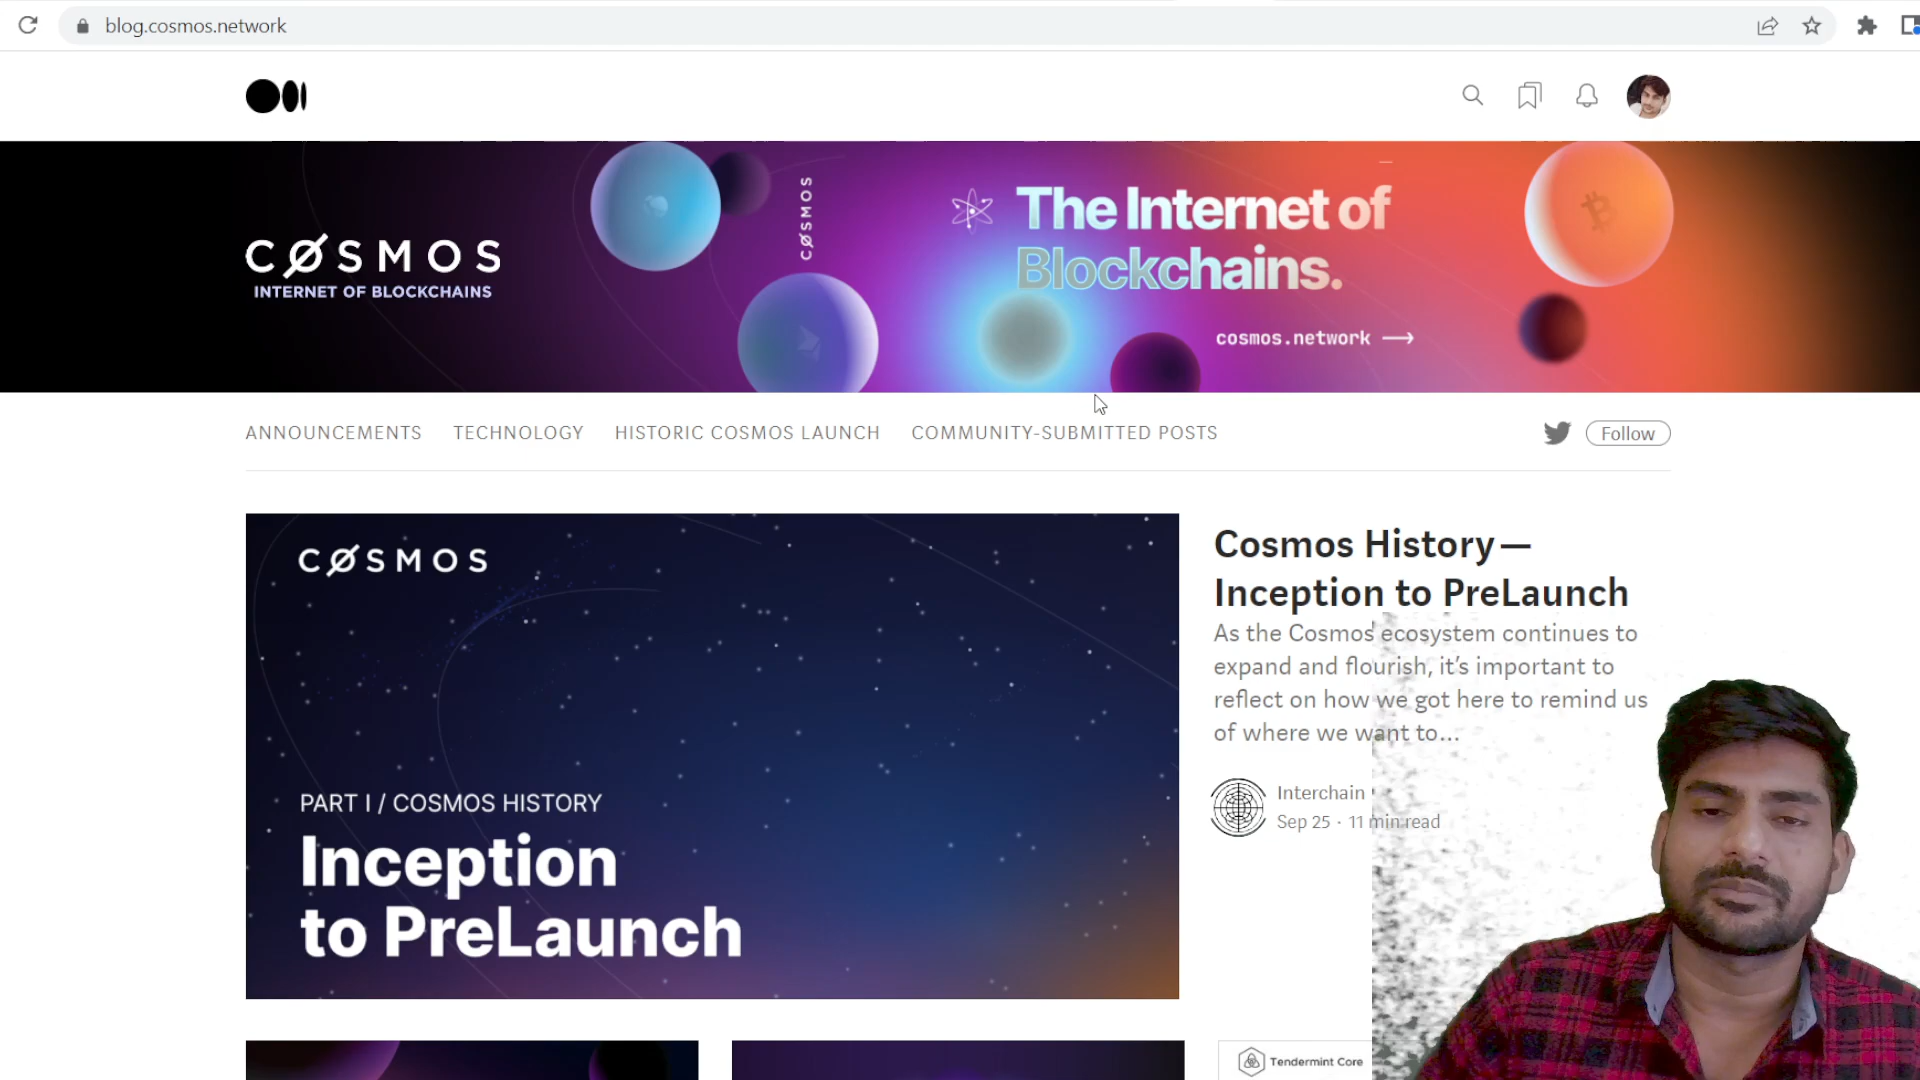 blog.cosmos.network
CØSMOS
INTERNET OF BLOCKCHAINS
CØSMOS
The Internet of
Blockchains.
cosmos.network →
ANNOUNCEMENTS TECHNOLOGY HISTORIC COSMOS LAUNCH COMMUNITY-SUBMITTED POSTS Follow
CØSMOS
PART I / COSMOS HISTORY
Inception
to PreLaunch
Cosmos History —
Inception to PreLaunch
As the Cosmos ecosystem continues to
expand and flourish, it’s important to
reflect on how we got here to remind us
of where we want to…
Interchain
Sep 25 · 11 min read
Tendermint Core